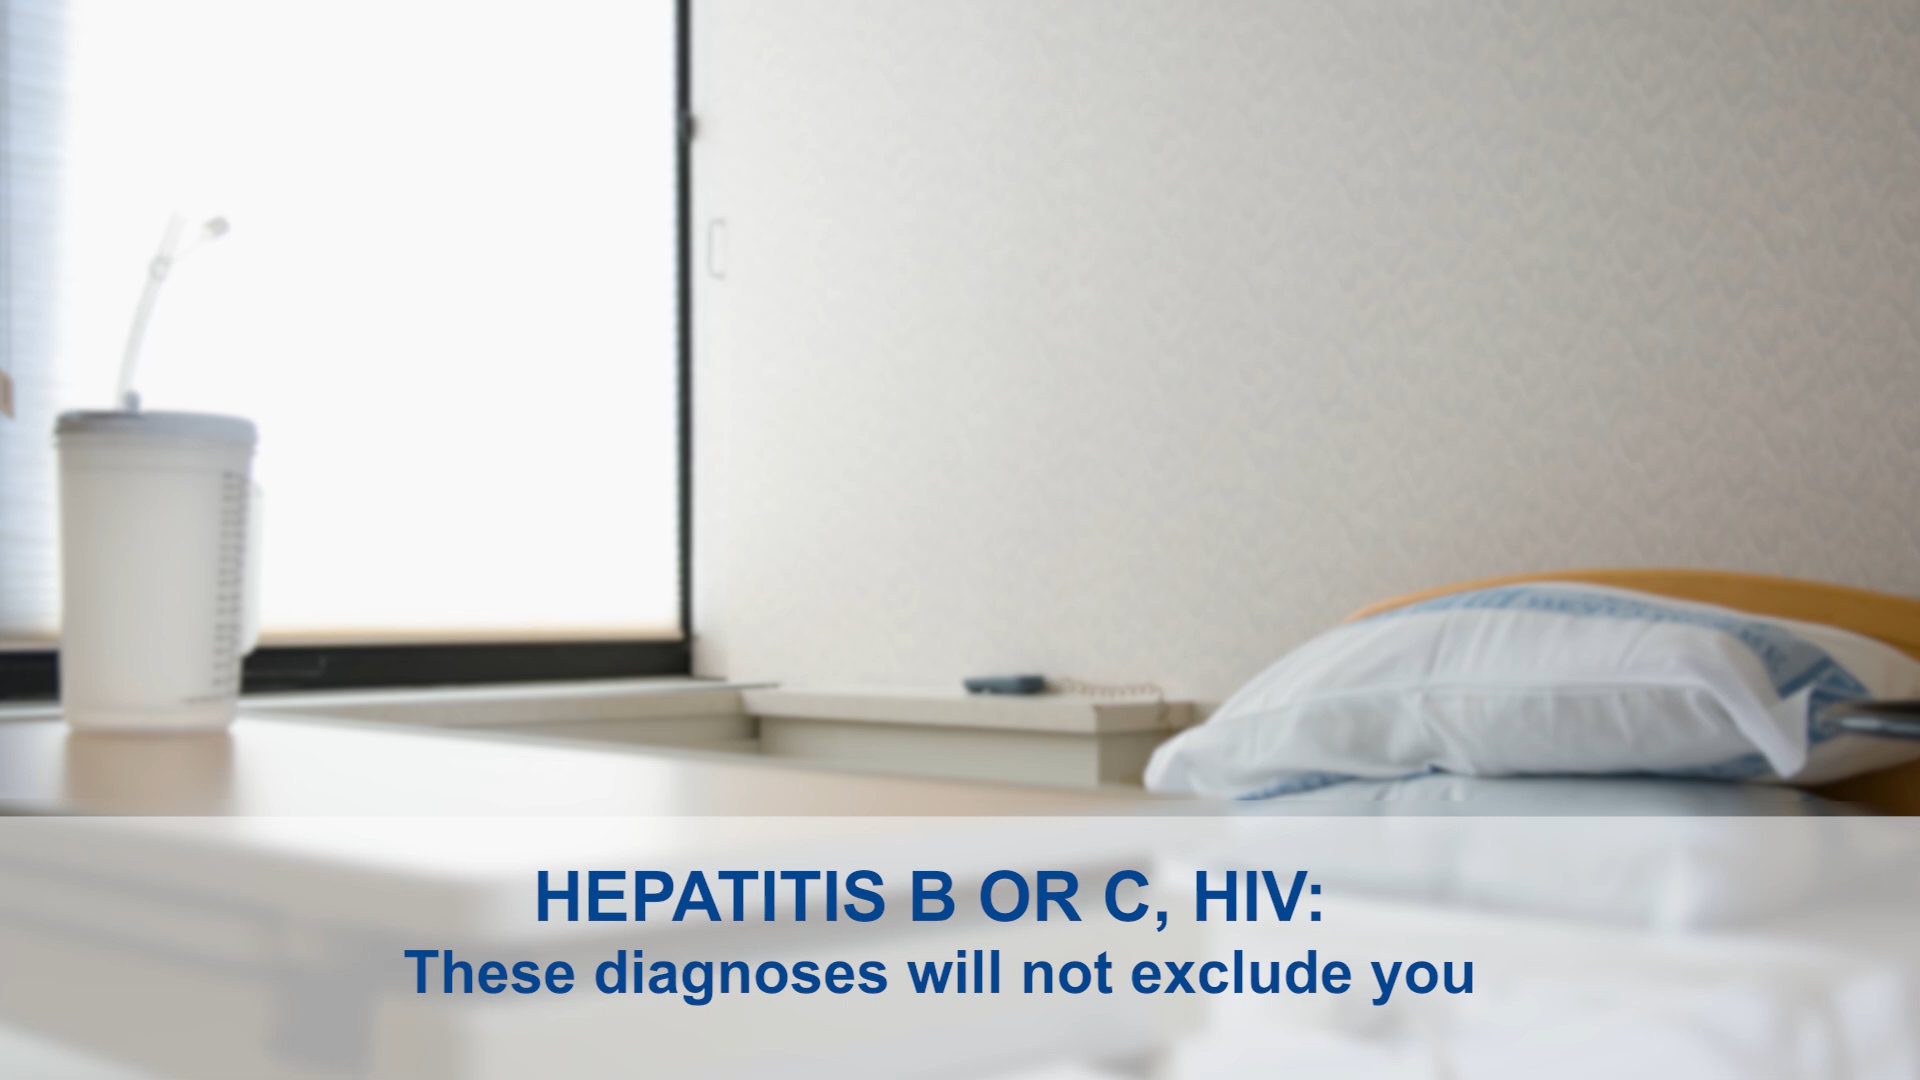 HEPATITIS B OR C, HIV:
These diagnoses will not exclude you